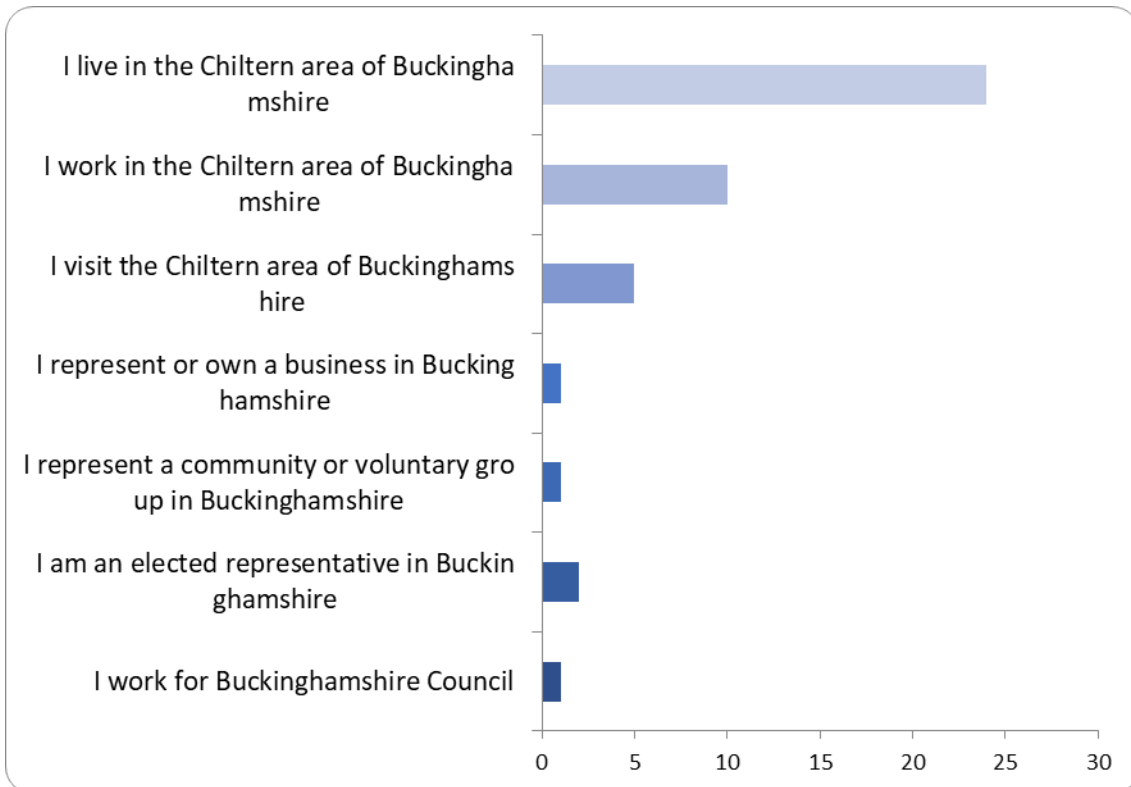 I live in the Chiltern area of Buckingha
mshire
I work in the Chiltern area of Buckingha
mshire
I visit the Chiltern area of Buckinghams
hire
I represent or own a business in Bucking
hamshire
I represent a community or voluntary gro
up in Buckinghamshire
I am an elected representative in Buckin
ghamshire
I work for Buckinghamshire Council
0 5 10 15 20 25 30